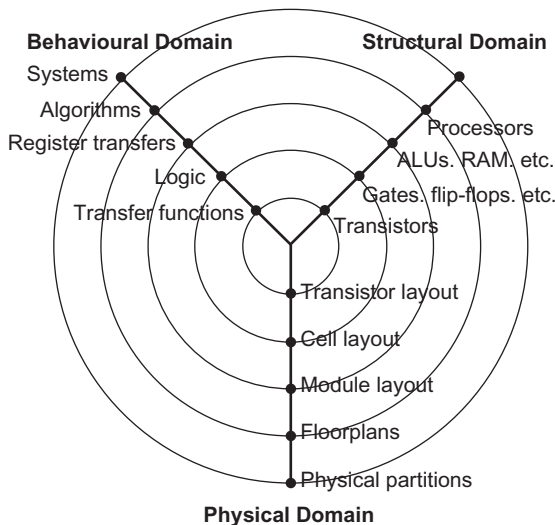 Behavioural Domain
Structural Domain
Systems
Algorithms
Processors
Register transfers
ALUs. RAM. etc.
Logic
Gates. flip-flops. etc.
Transfer functions
Transistors
Transistor layout
Cell layout
Module layout
Floorplans
Physical partitions
Physical Domain